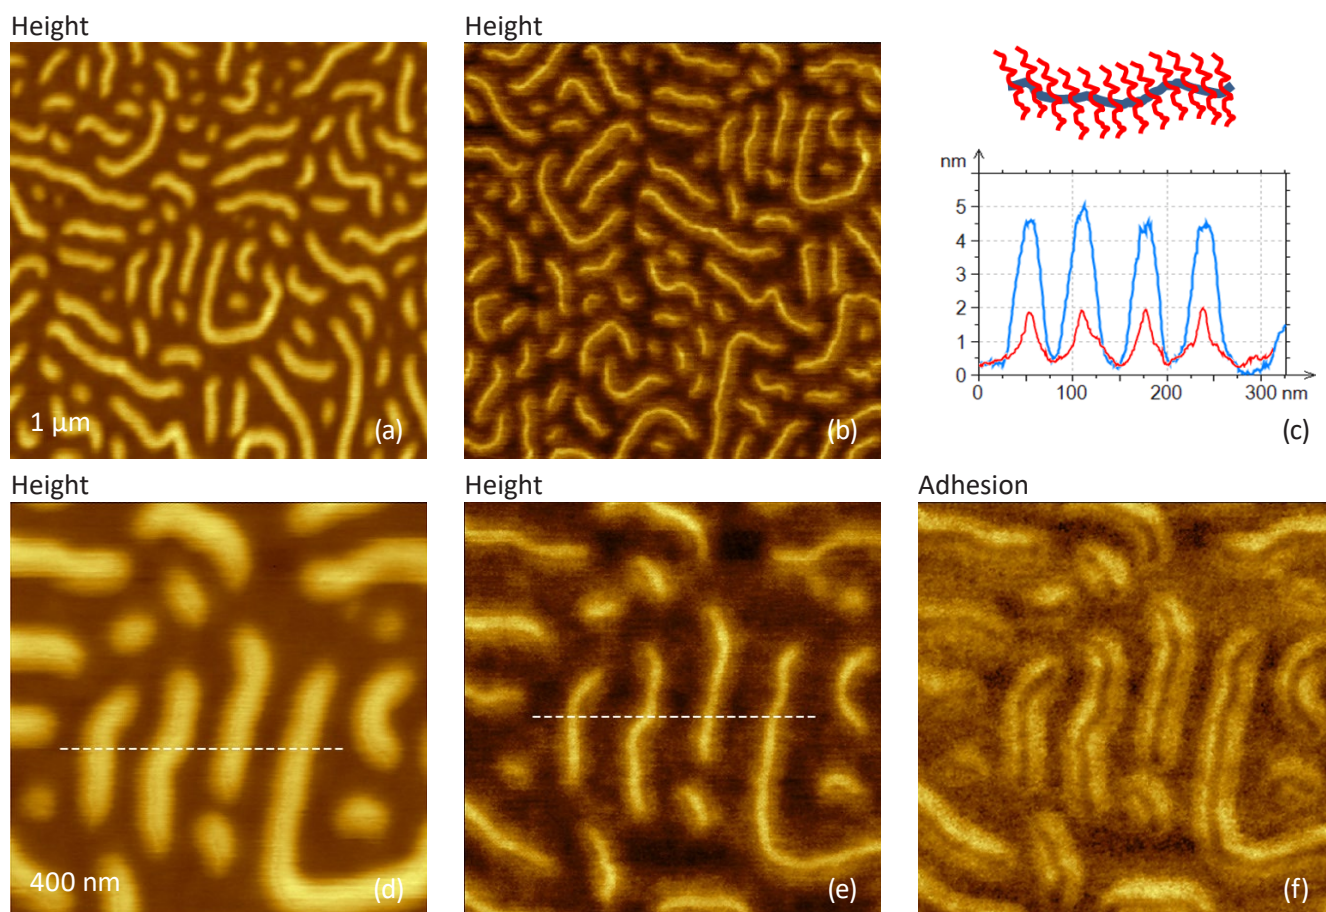 Height
Height
1 µm
(a)
(b)
nm
5
4
3
2
1
0
0 100 200 300 nm
(c)
Height
Height
Adhesion
400 nm
(d)
(e)
(f)